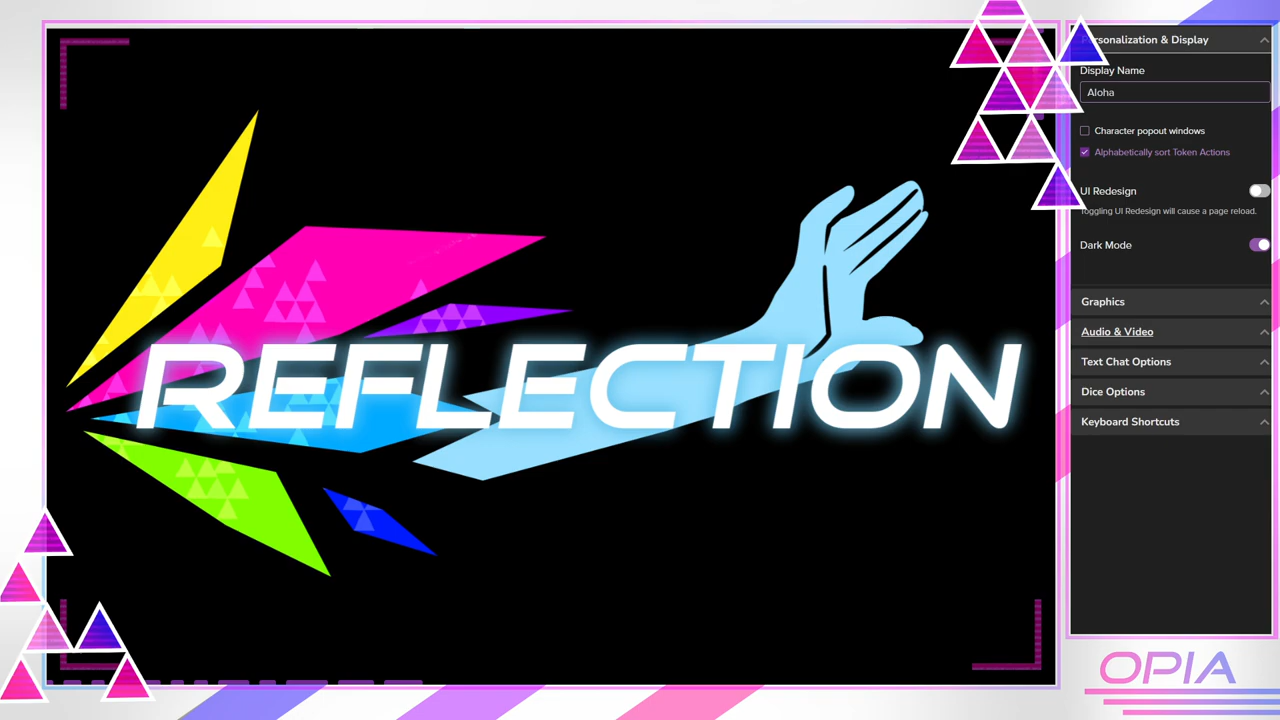 REFLECTION
Personalization & Display
Display Name
Aloha
Character popout windows
Alphabetically sort Token Actions
UI Redesign
Toggling UI Redesign will cause a page reload.
Dark Mode
Graphics
Audio & Video
Text Chat Options
Dice Options
Keyboard Shortcuts
OPIA